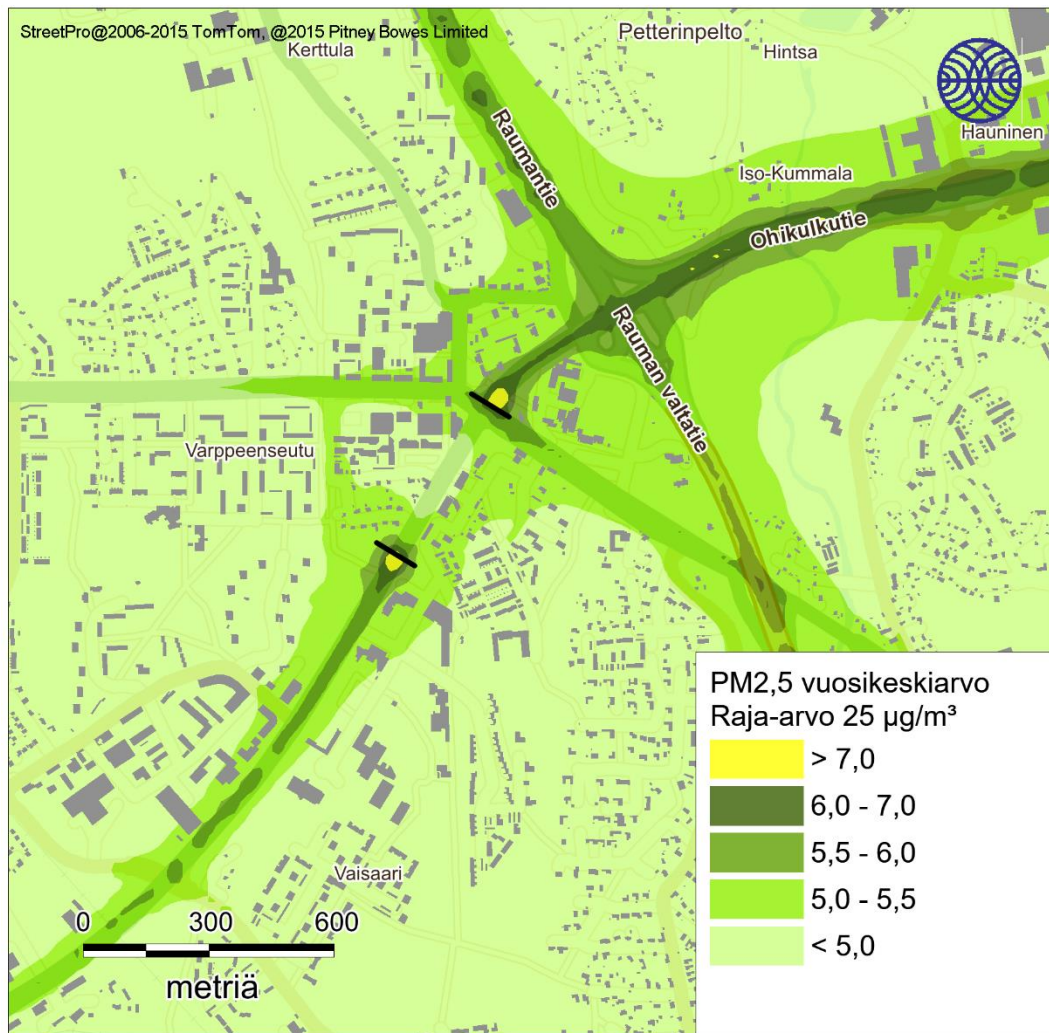 StreetPro@2006-2015 TomTom, @2015 Pitney Bowes Limited
Kerttula
Petterinpelto
Hintsa
Hauninen
Raumantie
Iso-Kummala
Ohikulkutie
Rauman valtatie
Varppeenseutu
Vaisaari
0 300 600
metriä
PM2,5 vuosikeskiarvo
Raja-arvo 25 µg/m³
> 7,0
6,0 - 7,0
5,5 - 6,0
5,0 - 5,5
< 5,0